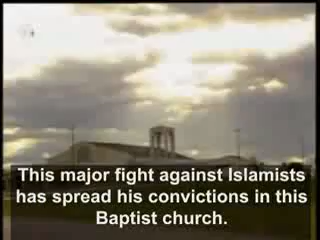 This major fight against Islamists
has spread his convictions in this
Baptist church.